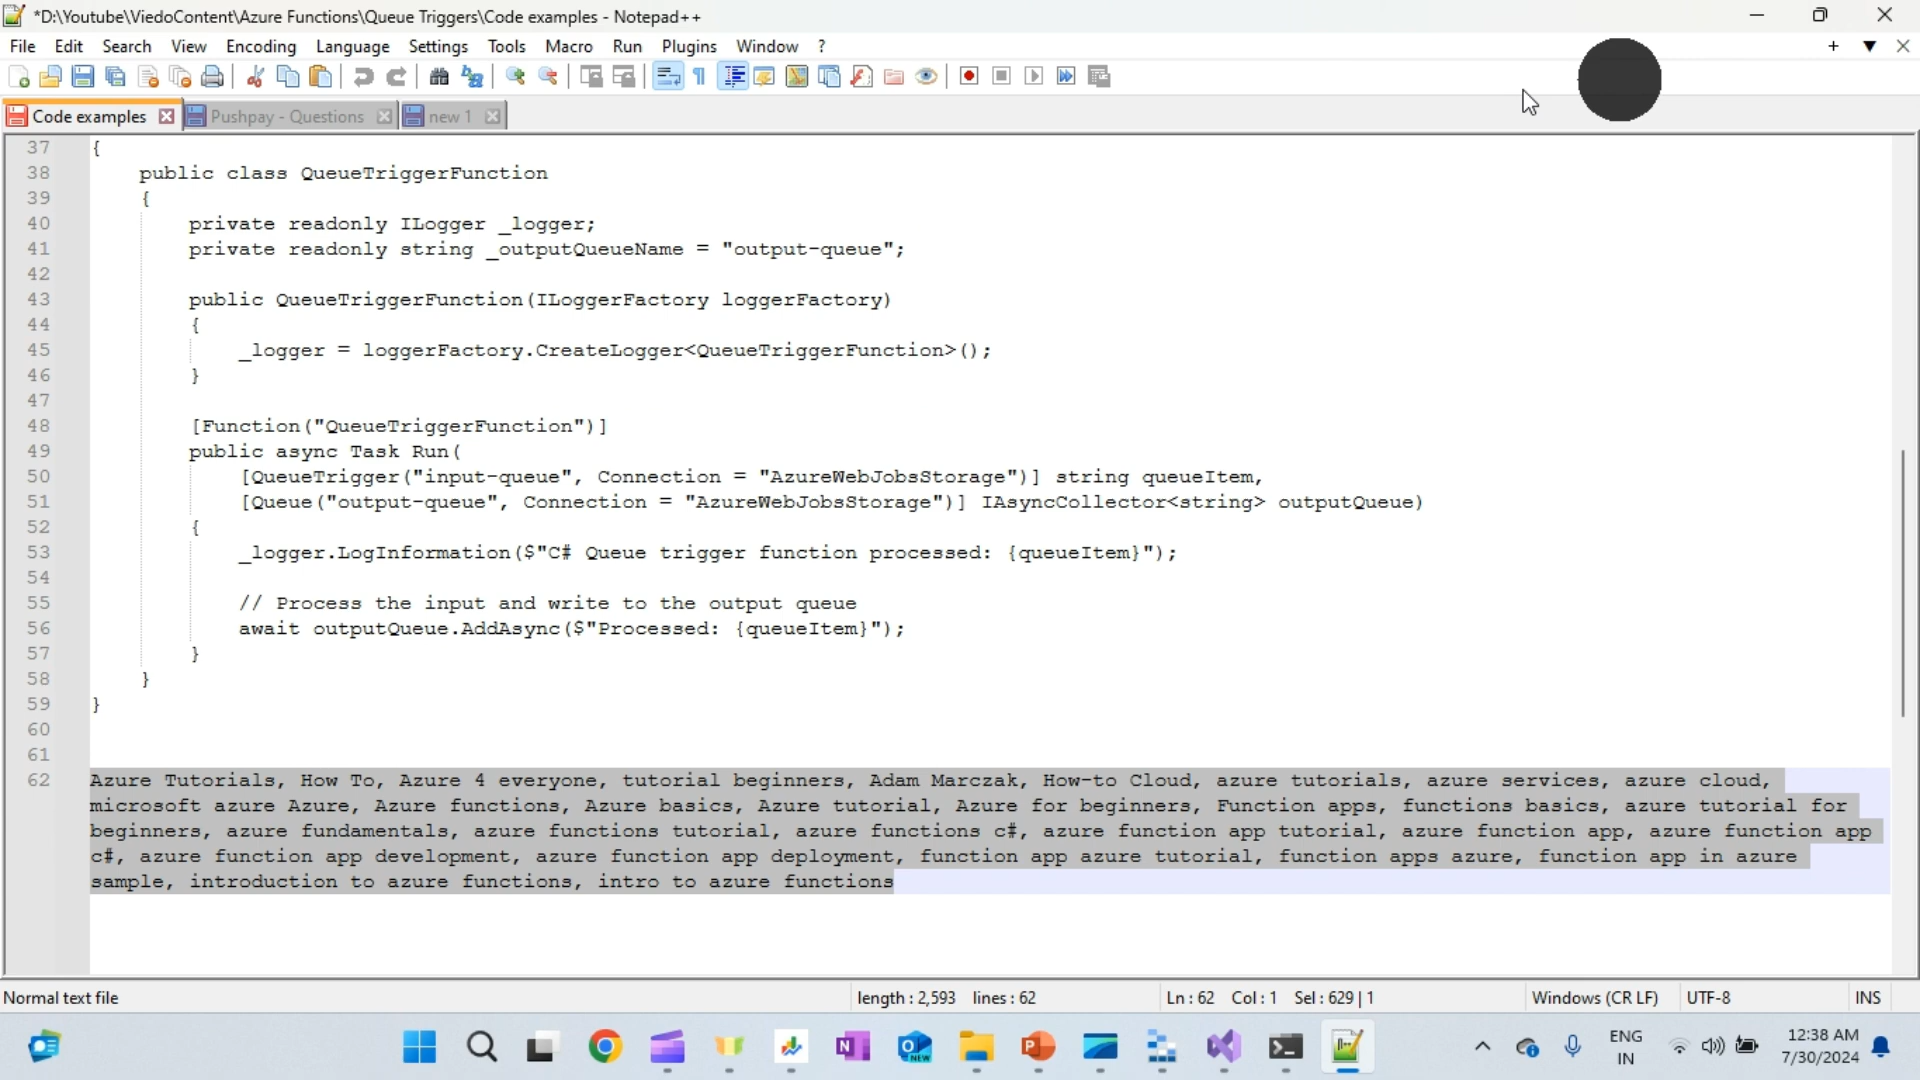 *D:\Youtube\ViedoContent\Azure Functions\Queue Triggers\Code examples - Notepad++
File Edit Search View Encoding Language Settings Tools Macro Run Plugins Window ?
Code examples Pushpay - Questions new 1
37 {
38 public class QueueTriggerFunction
39 {
40 private readonly ILogger _logger;
41 private readonly string _outputQueueName = "output-queue";
42
43 public QueueTriggerFunction(ILoggerFactory loggerFactory)
44 {
45 _logger = loggerFactory.CreateLogger<QueueTriggerFunction>();
46 }
47
48 [Function("QueueTriggerFunction")]
49 public async Task Run(
50 [QueueTrigger("input-queue", Connection = "AzureWebJobsStorage")] string queueItem,
51 [Queue("output-queue", Connection = "AzureWebJobsStorage")] IAsyncCollector<string> outputQueue)
52 {
53 _logger.LogInformation($"C# Queue trigger function processed: {queueItem}");
54
55 // Process the input and write to the output queue
56 await outputQueue.AddAsync($"Processed: {queueItem}");
57 }
58 }
59 }
60
61
62 Azure Tutorials, How To, Azure 4 everyone, tutorial beginners, Adam Marczak, How-to Cloud, azure tutorials, azure services, azure cloud,
microsoft azure Azure, Azure functions, Azure basics, Azure tutorial, Azure for beginners, Function apps, functions basics, azure tutorial for
beginners, azure fundamentals, azure functions tutorial, azure functions c#, azure function app tutorial, azure function app, azure function app
c#, azure function app development, azure function app deployment, function app azure tutorial, function apps azure, function app in azure
sample, introduction to azure functions, intro to azure functions
Normal text file length : 2,593 lines : 62 Ln : 62 Col : 1 Sel : 629 | 1 Windows (CR LF) UTF-8 INS
ENG 12:38 AM
IN 7/30/2024